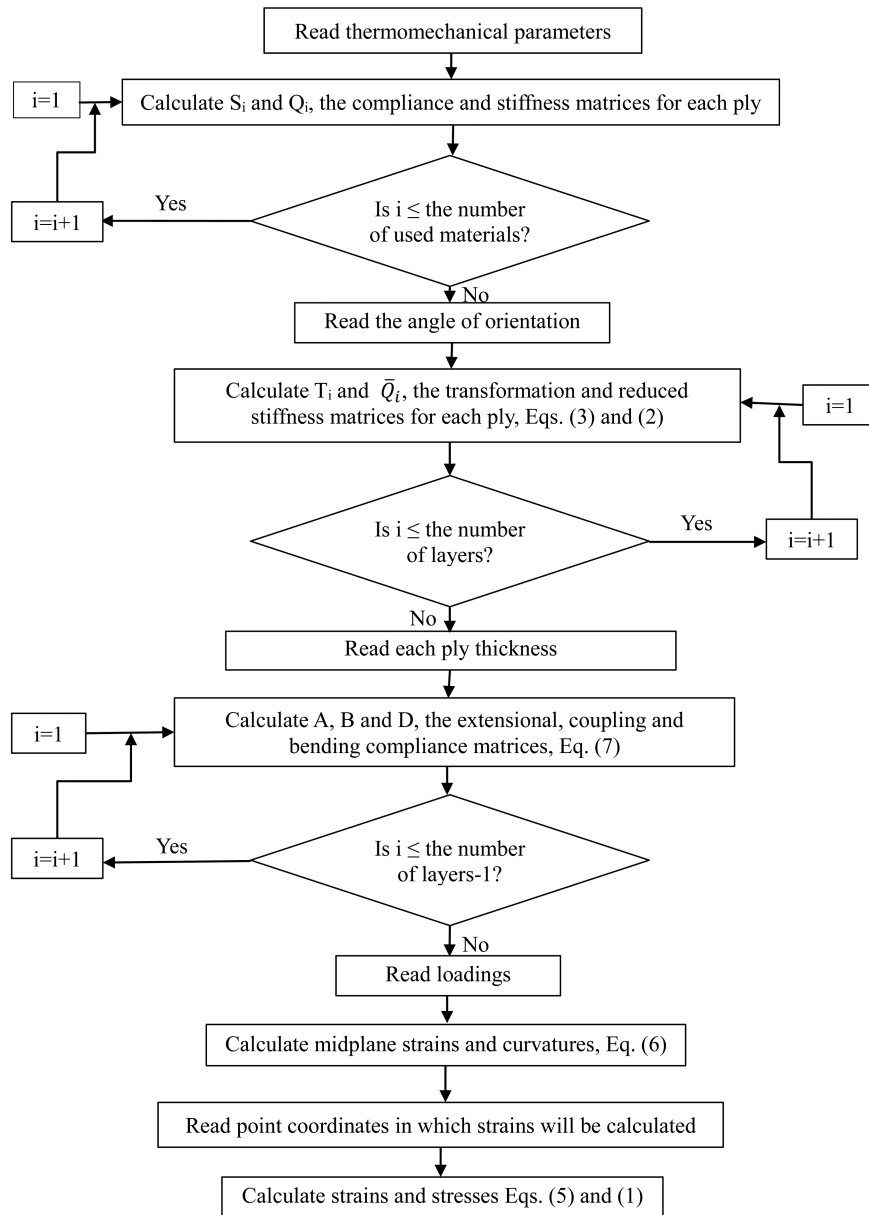 Read thermomechanical parameters
i=1
Calculate Sᵢ and Qᵢ, the compliance and stiffness matrices for each ply
Yes
i=i+1
Is i ≤ the number
of used materials?
No
Read the angle of orientation
Calculate Tᵢ and Q̄ᵢ, the transformation and reduced
stiffness matrices for each ply, Eqs. (3) and (2)
i=1
Is i ≤ the number
of layers?
Yes
i=i+1
No
Read each ply thickness
i=1
Calculate A, B and D, the extensional, coupling and
bending compliance matrices, Eq. (7)
Yes
i=i+1
Is i ≤ the number
of layers-1?
No
Read loadings
Calculate midplane strains and curvatures, Eq. (6)
Read point coordinates in which strains will be calculated
Calculate strains and stresses Eqs. (5) and (1)